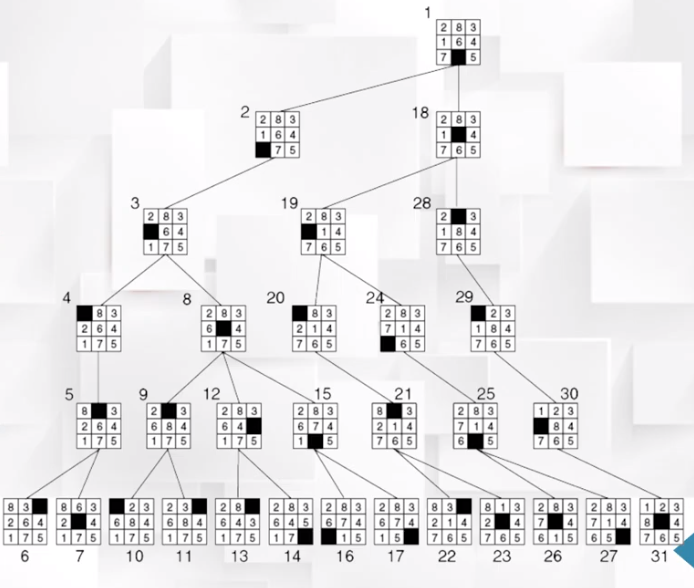 1
2 8 3
1 6 4
7 5
2
2 8 3
1 6 4
7 5
18
2 8 3
1 4
7 6 5
3
2 8 3
6 4
1 7 5
19
2 8 3
1 4
7 6 5
28
2 3
1 8 4
7 6 5
4
8 3
2 6 4
1 7 5
8
2 8 3
6 4
1 7 5
20
8 3
2 1 4
7 6 5
24
2 8 3
7 1 4
6 5
29
2 3
1 8 4
7 6 5
5
8 3
2 6 4
1 7 5
9
2 3
6 8 4
1 7 5
12
2 8 3
6 4
1 7 5
15
2 8 3
6 7 4
1 5
21
8 3
2 1 4
7 6 5
25
2 8 3
7 1 4
6 5
30
1 2 3
8 4
7 6 5
8 3
2 6 4
1 7 5
6
8 6 3
2 4
1 7 5
7
2 3
6 8 4
1 7 5
10
2 3
6 8 4
1 7 5
11
2 8
6 4 3
1 7 5
13
2 8 3
6 4 5
1 7
14
2 8 3
6 7 4
1 5
16
2 8 3
6 7 4
1 5
17
8 3
2 1 4
7 6 5
22
8 1 3
2 4
7 6 5
23
2 8 3
7 4
6 1 5
26
2 8 3
7 1 4
6 5
27
1 2 3
8 4
7 6 5
31